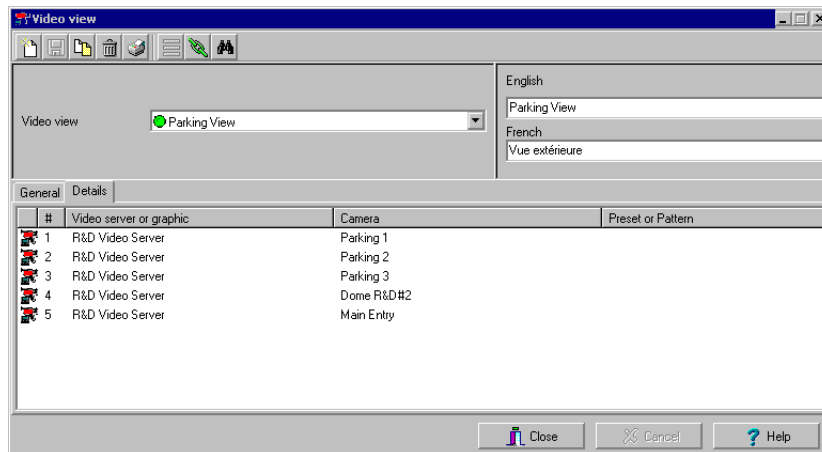 Video view
English
Parking View
Video view Parking View
French
Vue extérieure
General Details
# Video server or graphic Camera Preset or Pattern
1 R&D Video Server Parking 1
2 R&D Video Server Parking 2
3 R&D Video Server Parking 3
4 R&D Video Server Dome R&D#2
5 R&D Video Server Main Entry
Close Cancel Help